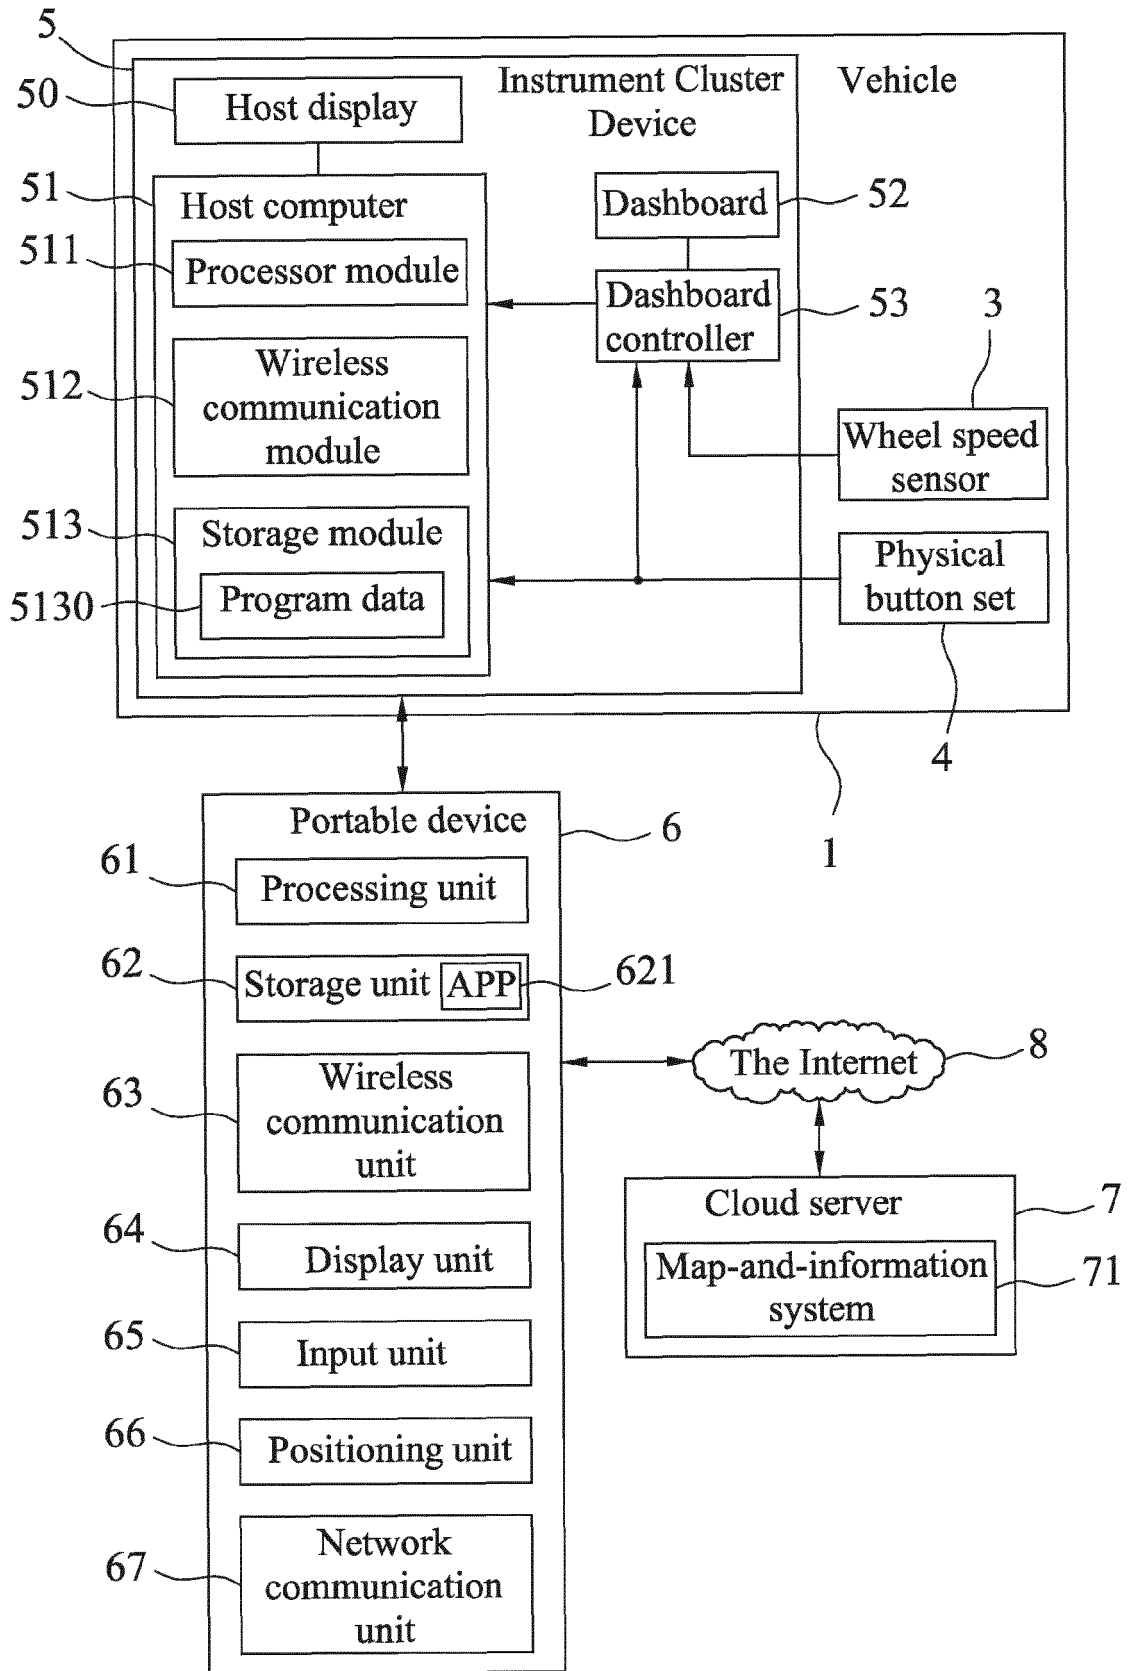 5
50
Host display
Instrument Cluster
Device
Vehicle
51
Host computer
Dashboard
52
511
Processor module
Dashboard
controller
53
3
512
Wireless
communication
module
Wheel speed
sensor
513
Storage module
Physical
button set
5130
Program data
4
1
Portable device
6
61
Processing unit
62
Storage unit
APP
621
63
Wireless
communication
unit
The Internet
8
64
Display unit
Cloud server
7
Map-and-information
system
71
65
Input unit
66
Positioning unit
67
Network
communication
unit